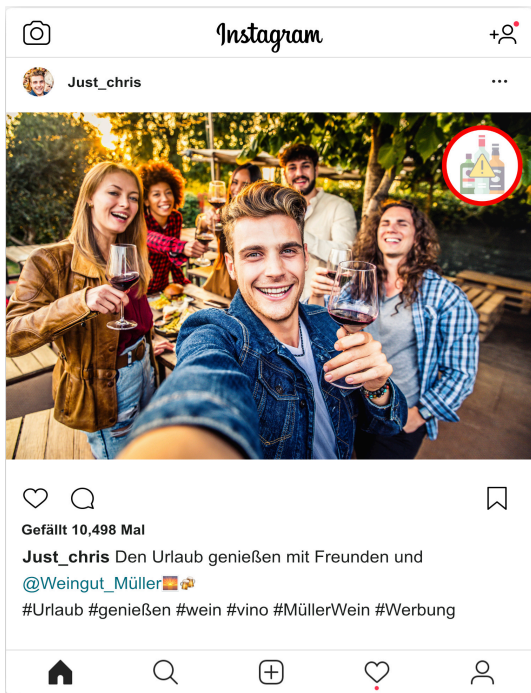 Instagram
Just_chris
Gefällt 10,498 Mal
Just_chris Den Urlaub genießen mit Freunden und
@Weingut_Müller🌅🍻
#Urlaub #genießen #wein #vino #MüllerWein #Werbung